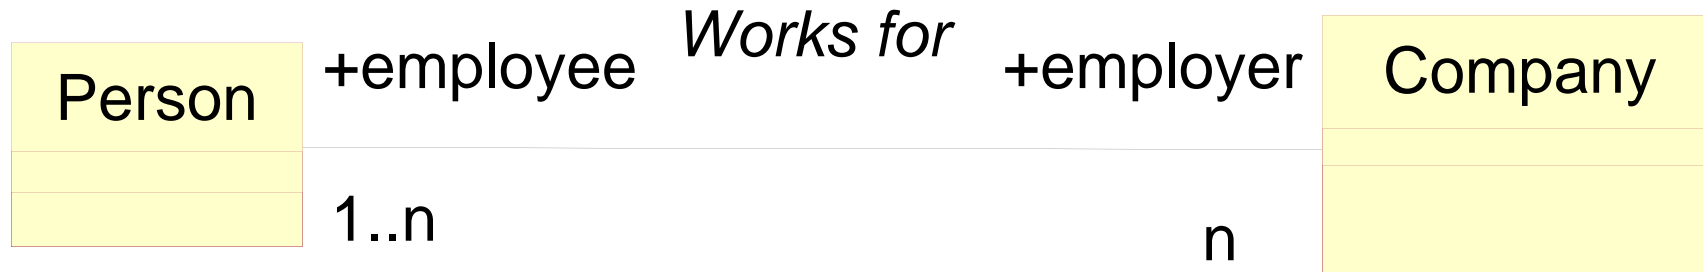 Works for
Person
+employee
+employer
Company
1..n
n